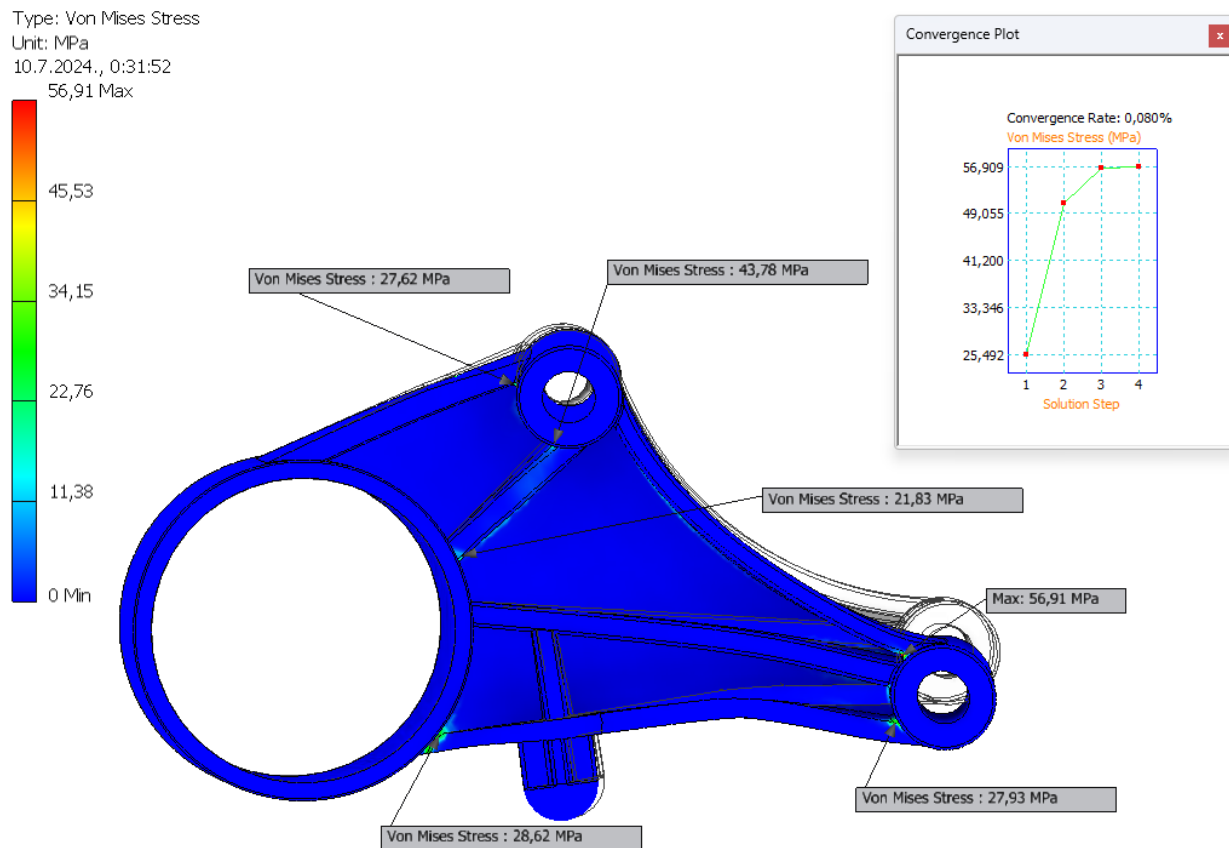 Type: Von Mises Stress
Unit: MPa
10.7.2024., 0:31:52
56,91 Max
45,53
34,15
22,76
11,38
0 Min
Convergence Plot
x
Convergence Rate: 0,080%
Von Mises Stress (MPa)
56,909
49,055
41,200
33,346
25,492
1 2 3 4
Solution Step
Von Mises Stress : 27,62 MPa
Von Mises Stress : 43,78 MPa
Von Mises Stress : 21,83 MPa
Max: 56,91 MPa
Von Mises Stress : 27,93 MPa
Von Mises Stress : 28,62 MPa